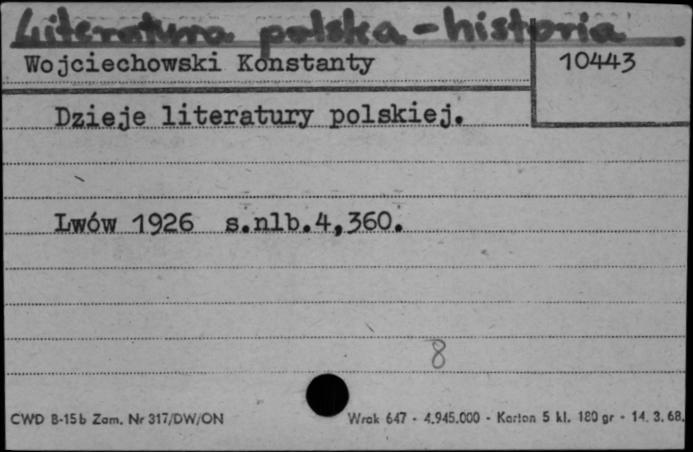 Literatura polska - historia
Wojciechowski Konstanty 10443
Dzieje literatury polskiej.
Lwów 1926 s.nlb.4,360.
8
CWD B-15b Zam. Nr 317/DW/ON Wrak 647 - 4.945.000 - Karton 5 kl. 180 gr - 14. 3. 68.